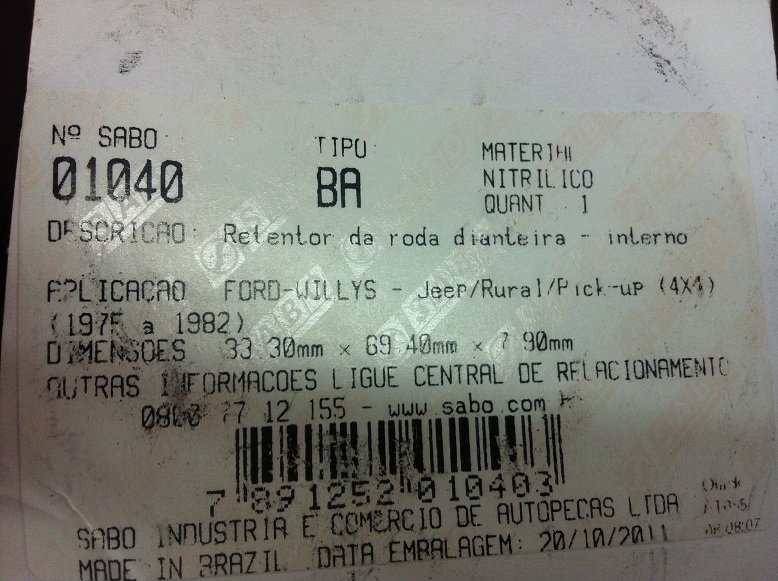 Nº SABO TIPO MATERIAL
01040 BA NITRILICO
QUANT 1
DESCRICAO: Retentor da roda dianteira - interno
APLICACAO FORD-WILLYS - Jeep/Rural/Pick-up (4X4)
(1975 a 1982)
DIMENSOES 33.30mm x 69.40mm x 7.90mm
OUTRAS INFORMACOES LIGUE CENTRAL DE RELACIONAMENTO
0800 77 12 155 - www.sabo.com
7 891252 010403
SABO INDUSTRIA E COMERCIO DE AUTOPECAS LTDA
MADE IN BRAZIL DATA EMBALAGEM: 20/10/2011